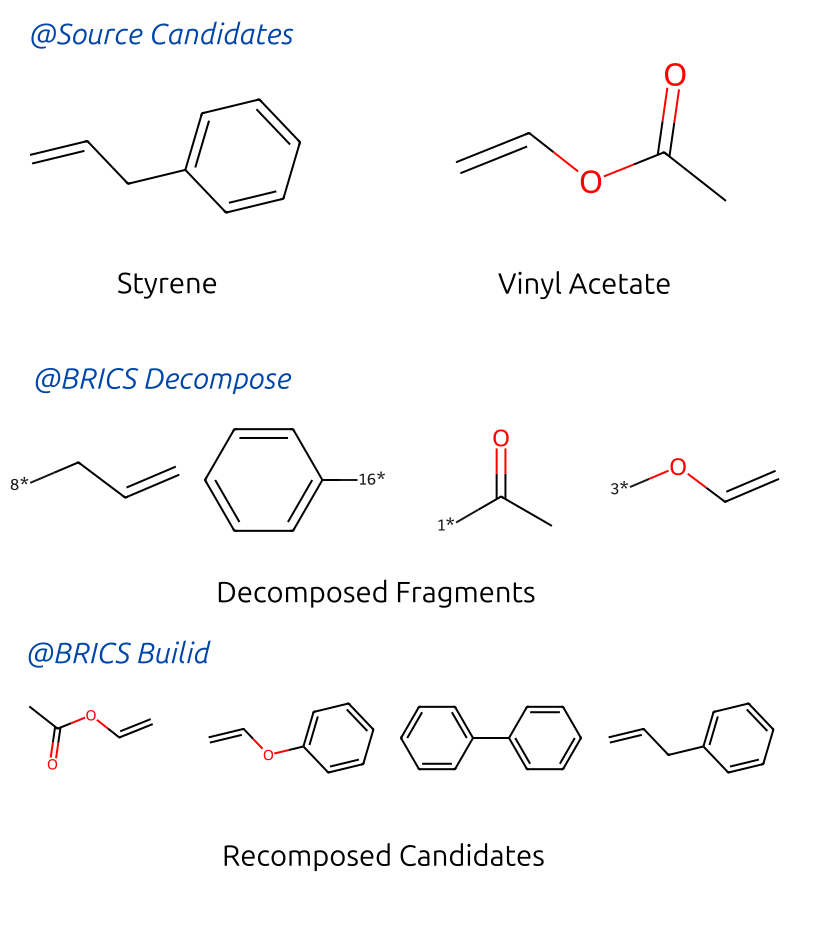 @Source Candidates
O
O
Styrene
Vinyl Acetate
@BRICS Decompose
8*
16*
O
1*
O
3*
Decomposed Fragments
@BRICS Builid
O
O
O
Recomposed Candidates